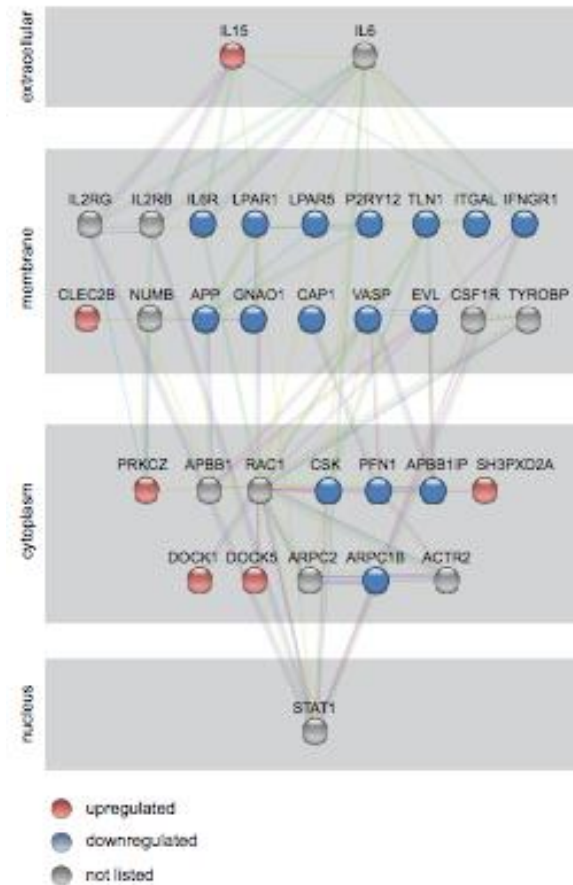 extracellular
IL15 IL6
membrane
IL2RG IL2RB IL6R LPAR1 LPAR5 P2RY12 TLN1 ITGAL IFNGR1
CLEC2B NUMB APP GNAO1 CAP1 VASP EVL CSF1R TYROBP
cytoplasm
PRKCZ APBB1 RAC1 CSK PFN1 APBB1IP SH3PXD2A
DOCK1 DOCK5 ARPC2 ARPC1B ACTR2
nucleus
STAT1
upregulated
downregulated
not listed